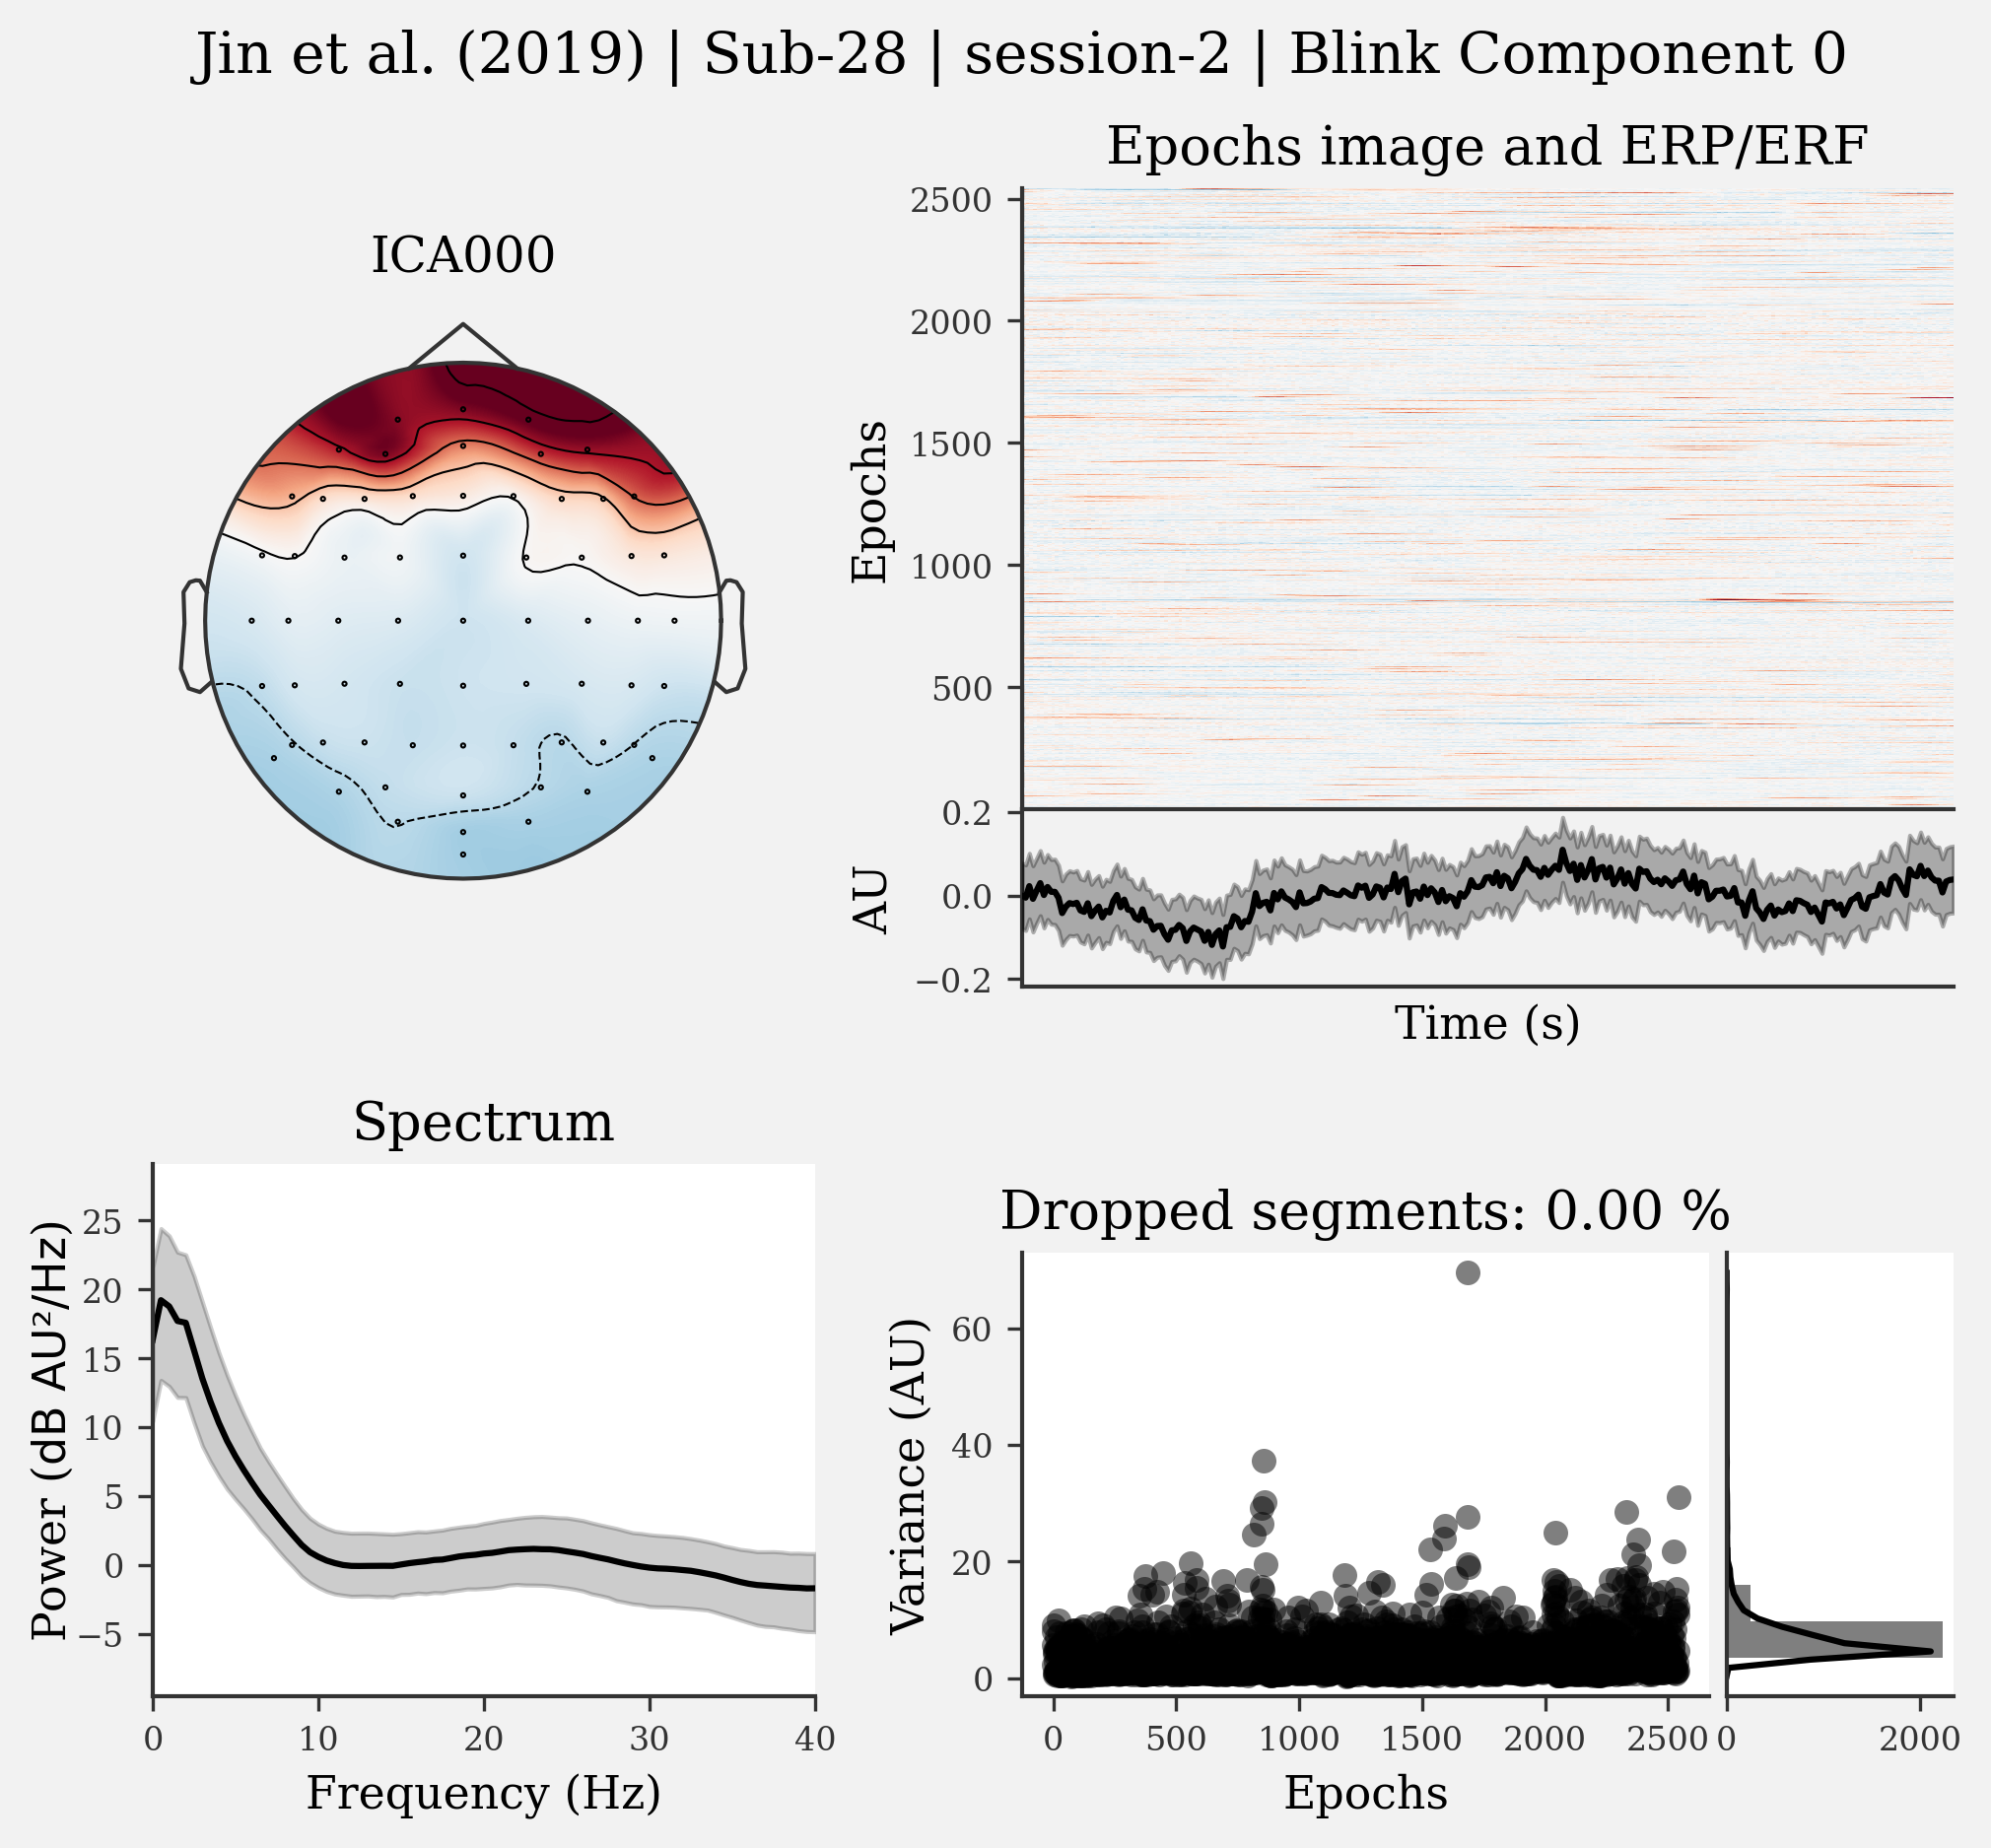 Jin et al. (2019) | Sub-28 | session-2 | Blink Component 0
ICA000
Epochs image and ERP/ERF
2500
2000
1500
1000
500
Epochs
0.2
0.0
−0.2
AU
Time (s)
Spectrum
25
20
15
10
5
0
−5
Power (dB AU²/Hz)
0 10 20 30 40
Frequency (Hz)
Dropped segments: 0.00 %
60
40
20
0
Variance (AU)
0 500 1000 1500 2000 2500
0 2000
Epochs